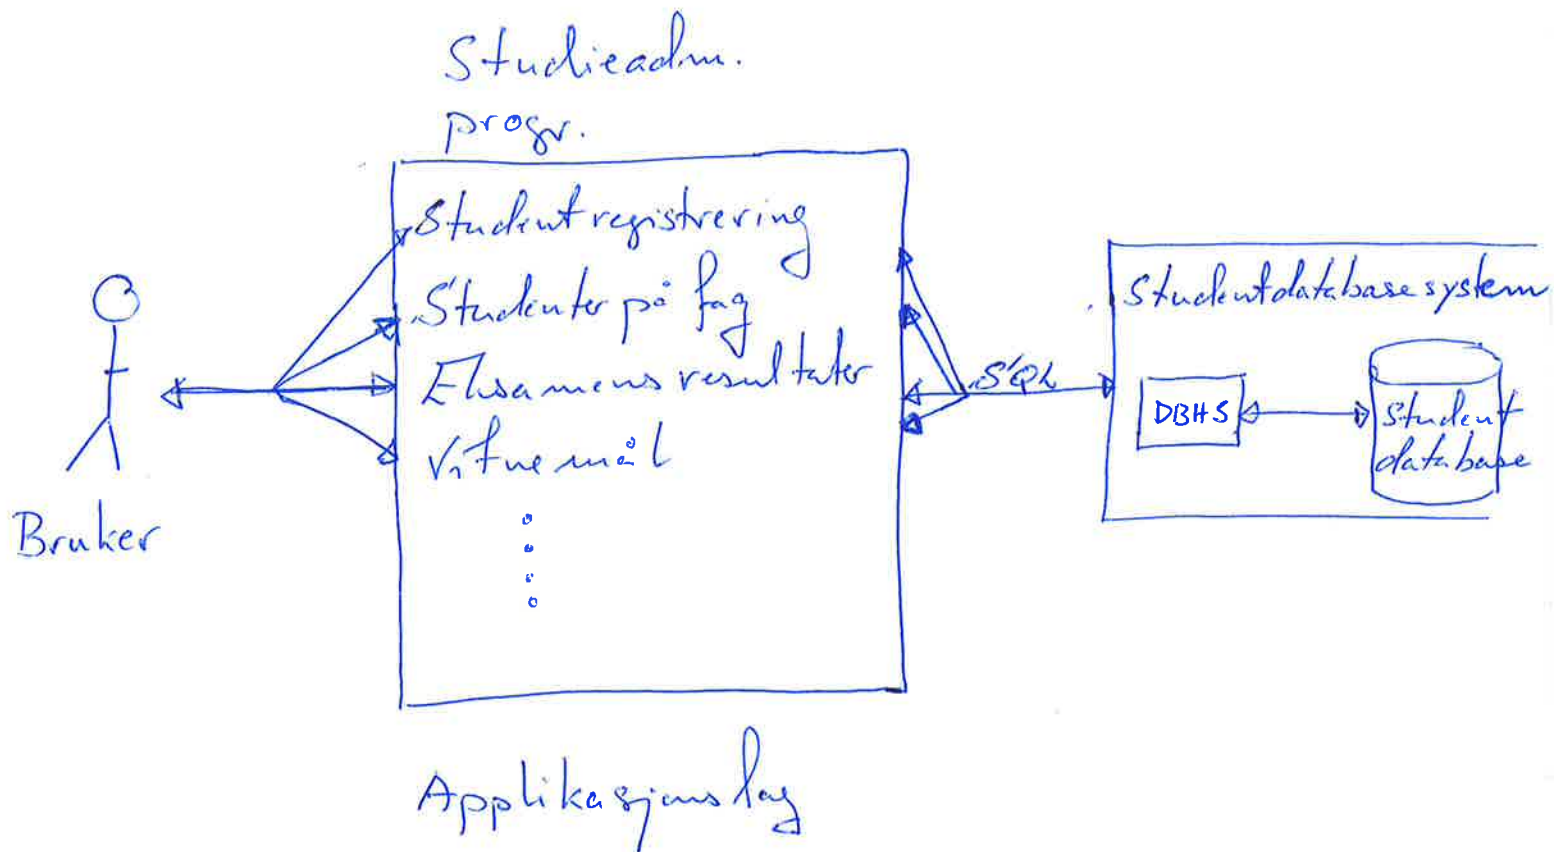 Studieadm.
progr.
Studentregistrering
Studenter på fag
Eksamensresultater
Vitnemål
Bruker
SQL
Studentdatabasesystem
DBHS
Student
database
Applikasjonslag